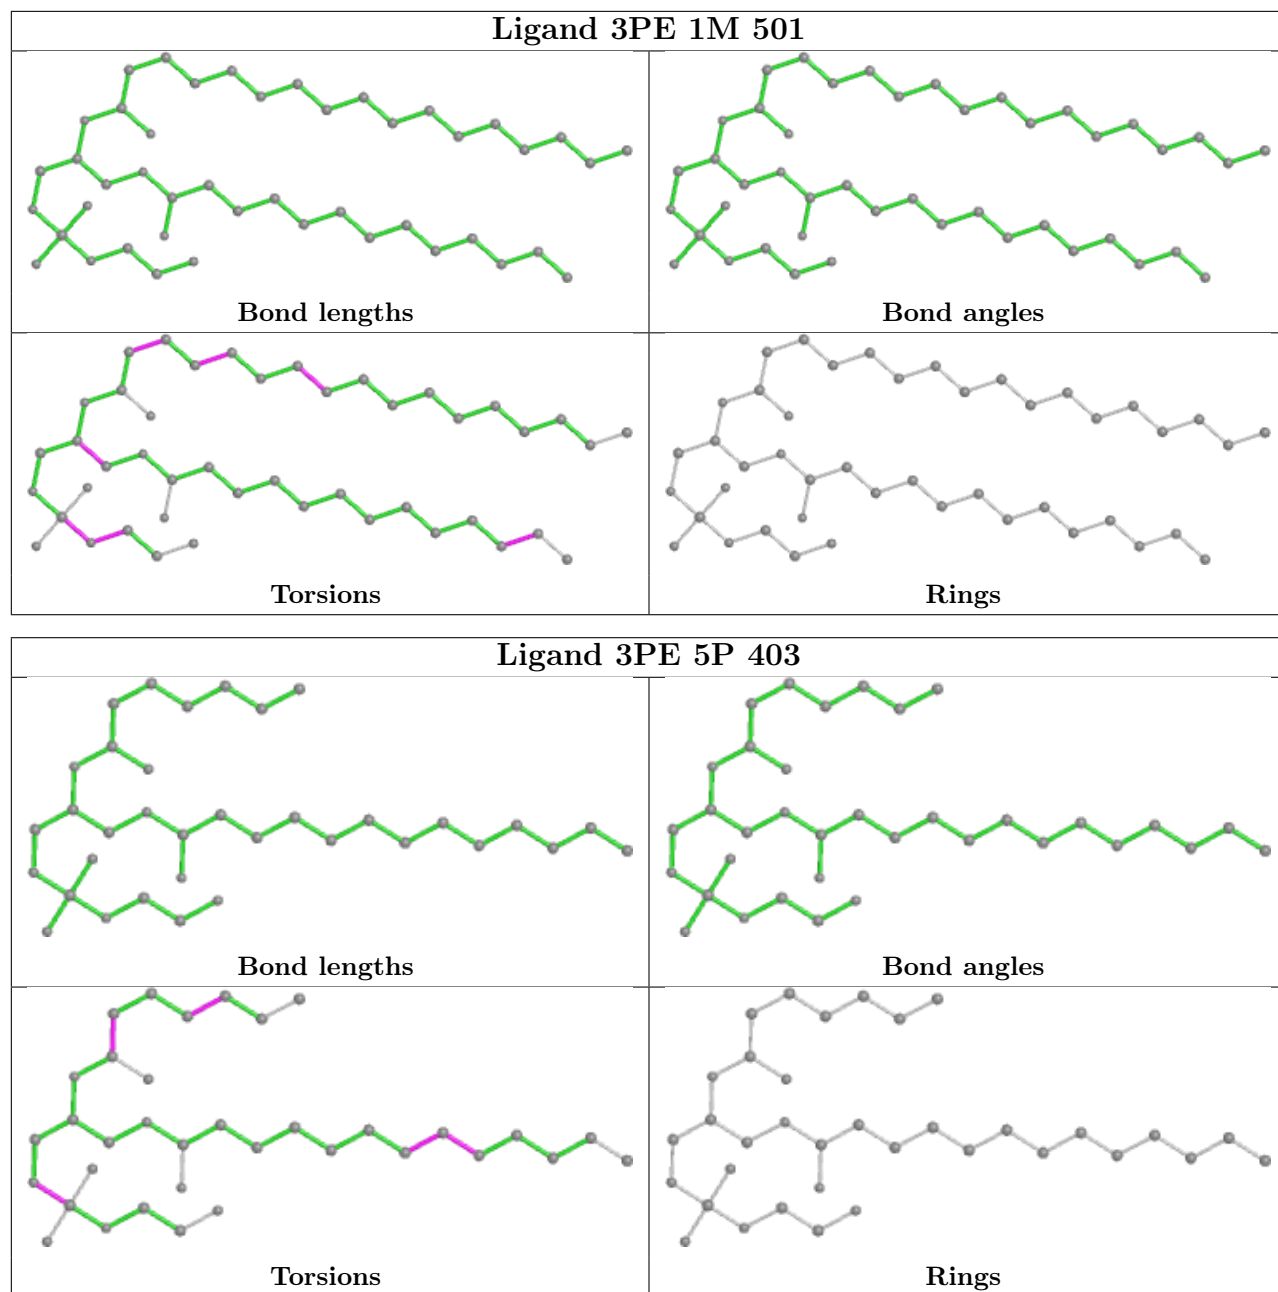 Ligand 3PE 1M 501
Bond lengths
Bond angles
Torsions
Rings
Ligand 3PE 5P 403
Bond lengths
Bond angles
Torsions
Rings